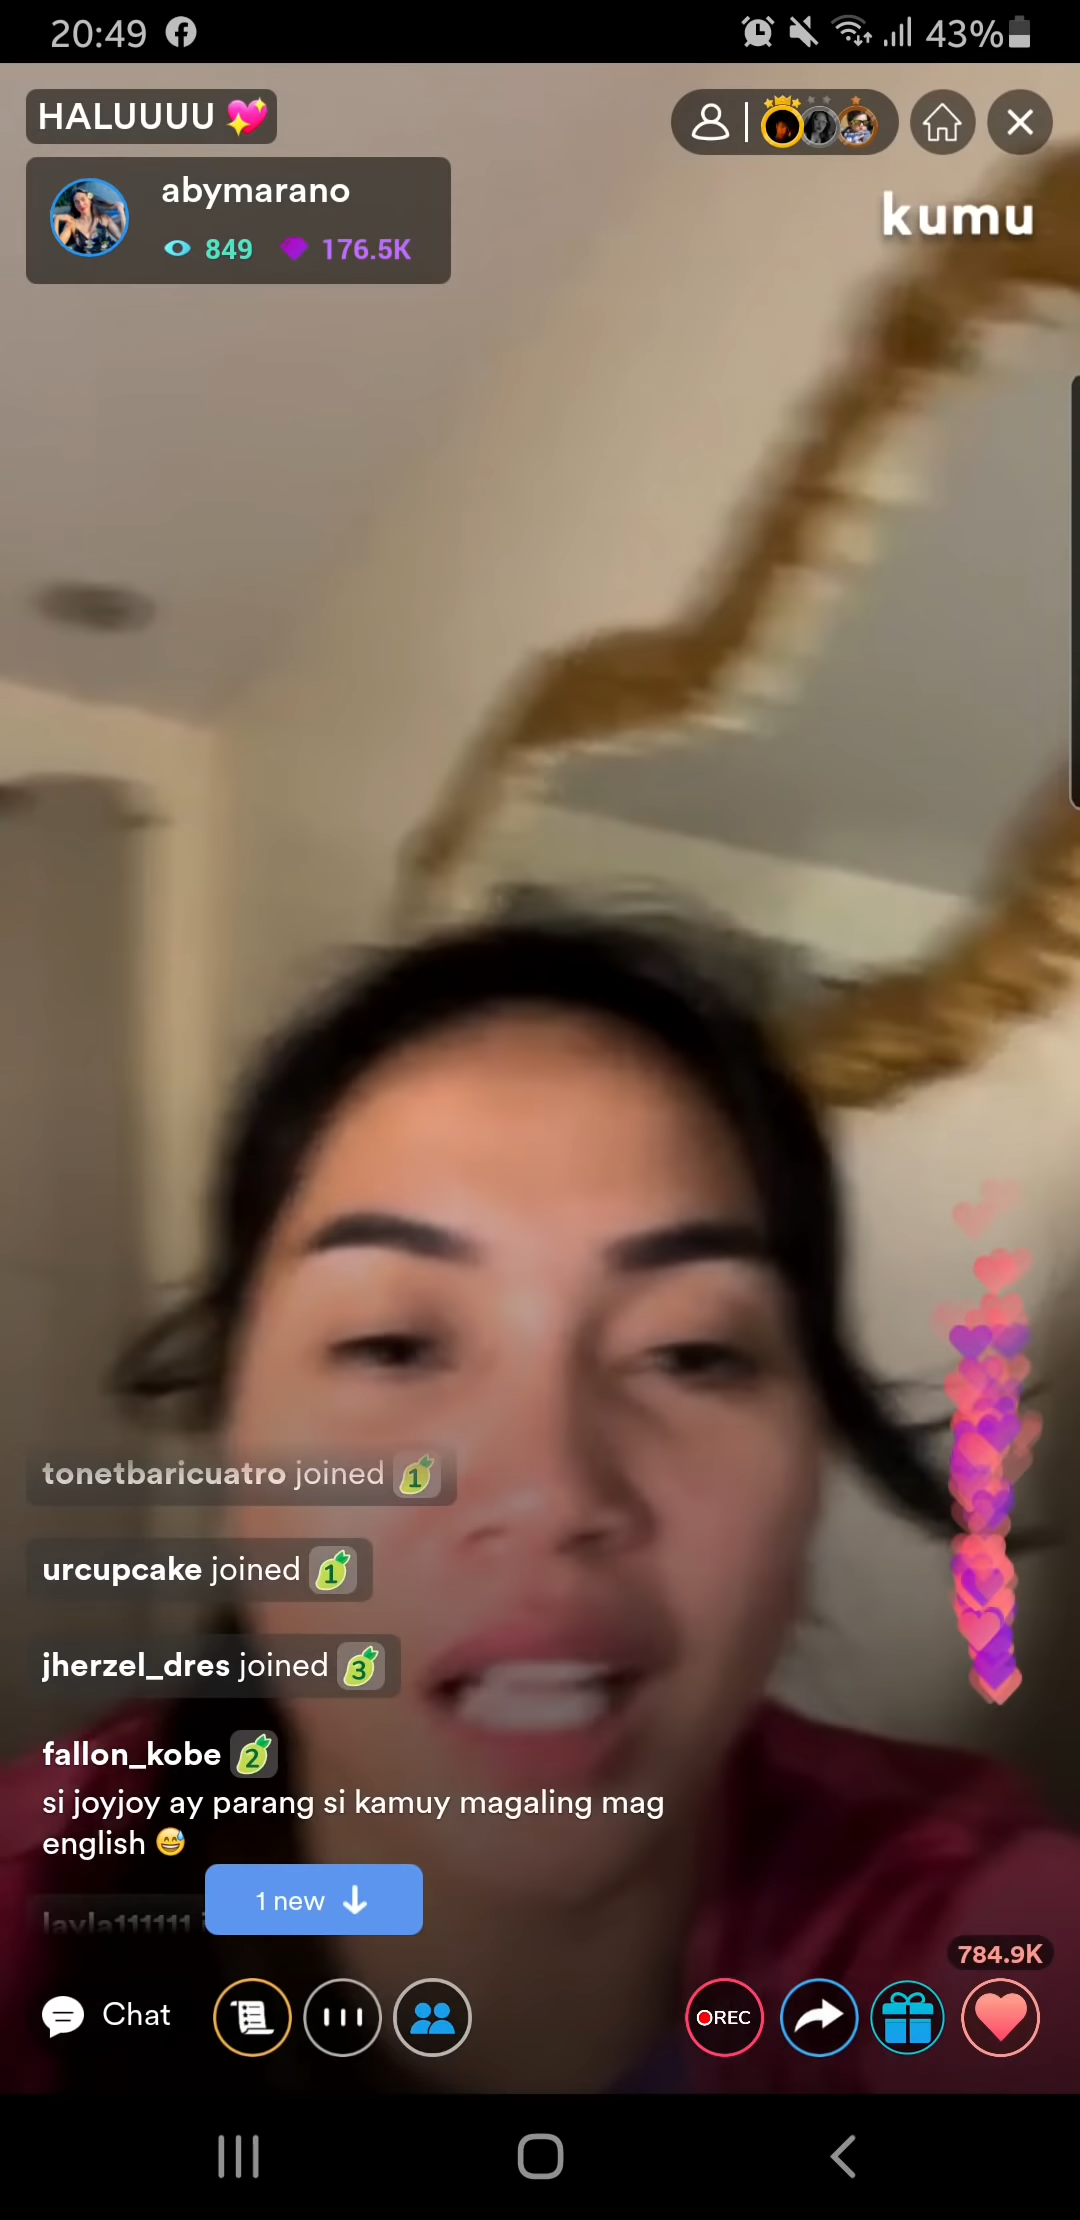 20:49
43%
HALUUUU 💖
abymarano
849 176.5K
kumu
tonetbaricuatro joined 1
urcupcake joined 1
jherzel_dres joined 3
fallon_kobe 2
si joyjoy ay parang si kamuy magaling mag
english 😅
layla111111
1 new ↓
784.9K
Chat
REC